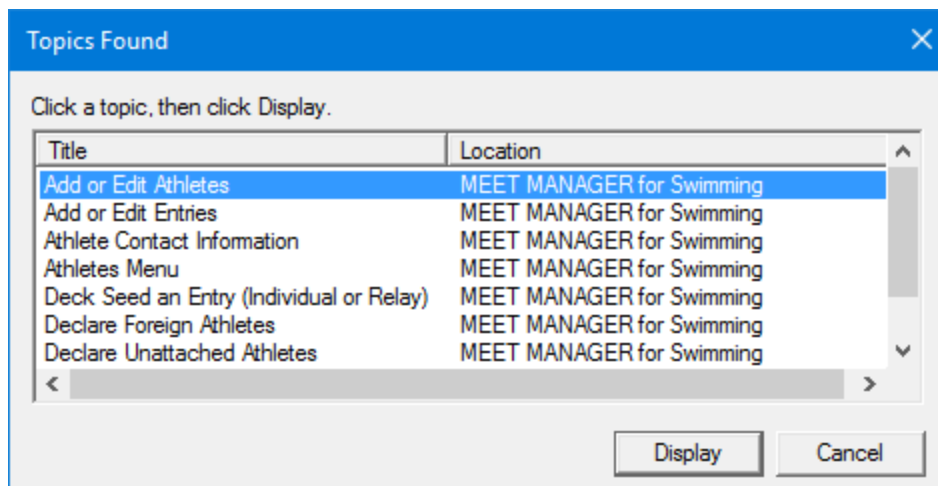 Topics Found
Click a topic, then click Display.
Title Location
Add or Edit Athletes MEET MANAGER for Swimming
Add or Edit Entries MEET MANAGER for Swimming
Athlete Contact Information MEET MANAGER for Swimming
Athletes Menu MEET MANAGER for Swimming
Deck Seed an Entry (Individual or Relay) MEET MANAGER for Swimming
Declare Foreign Athletes MEET MANAGER for Swimming
Declare Unattached Athletes MEET MANAGER for Swimming
Display Cancel